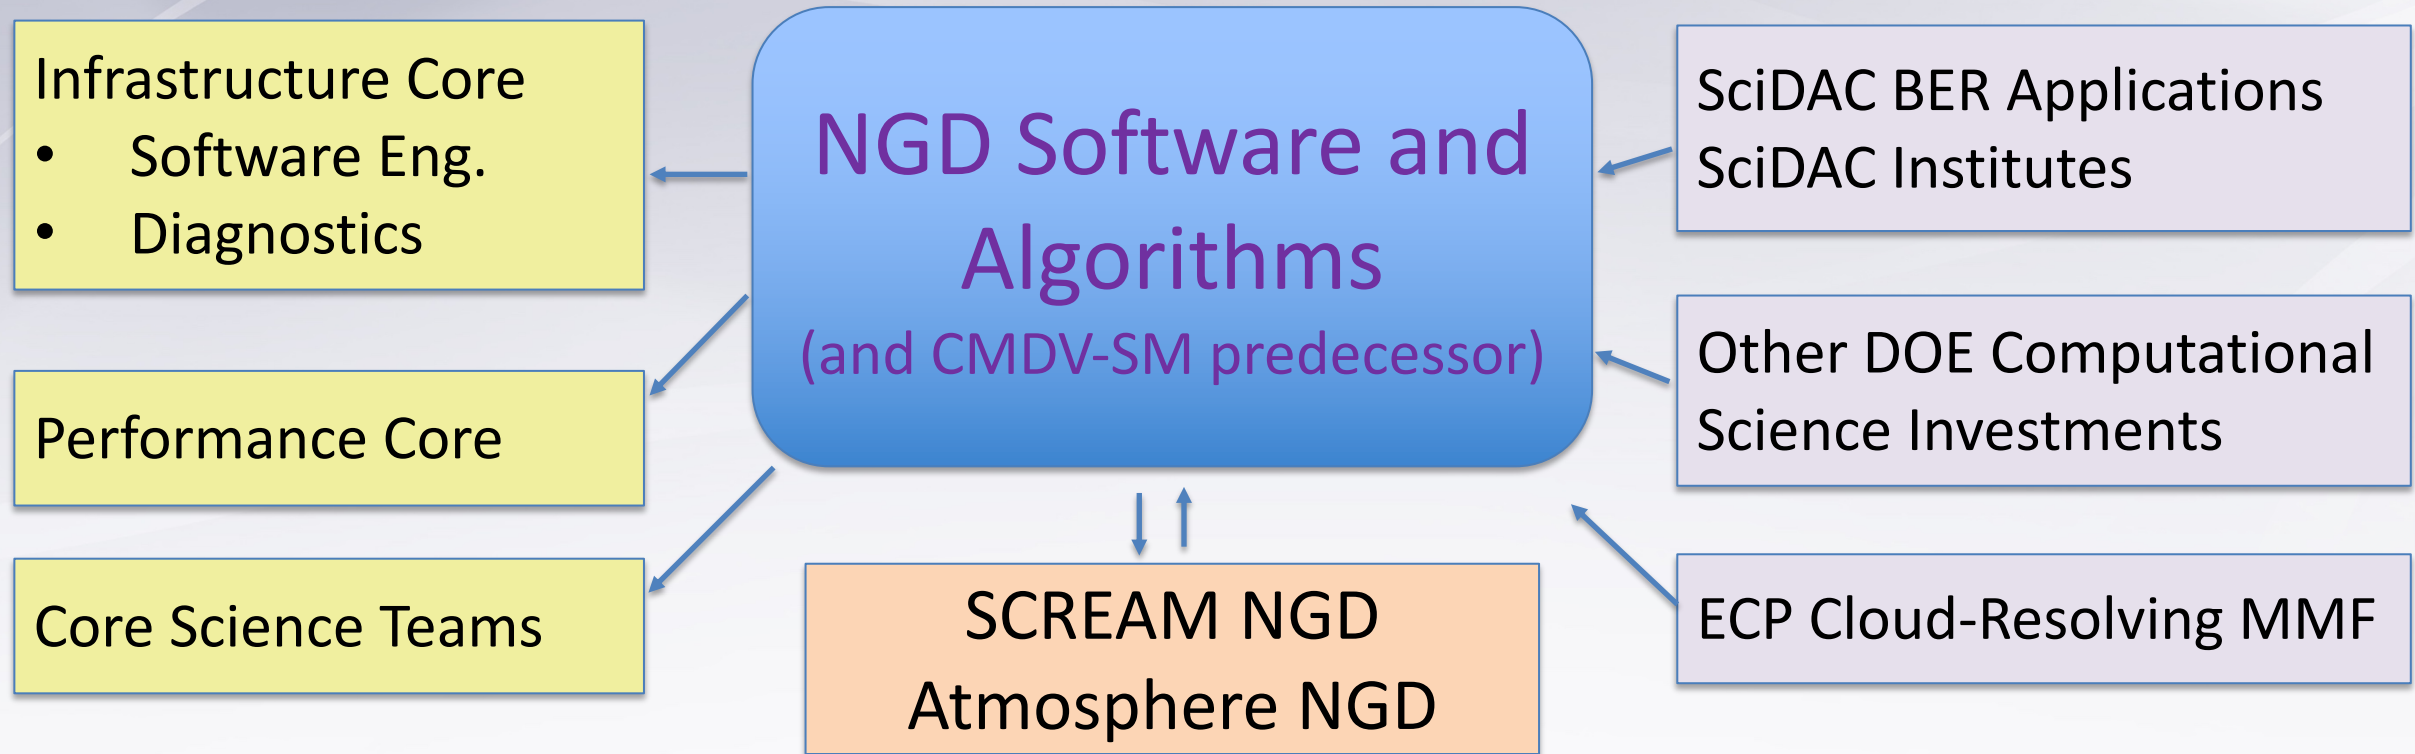 Infrastructure Core
• Software Eng.
• Diagnostics
Performance Core
Core Science Teams
NGD Software and
Algorithms
(and CMDV-SM predecessor)
SCREAM NGD
Atmosphere NGD
SciDAC BER Applications
SciDAC Institutes
Other DOE Computational
Science Investments
ECP Cloud-Resolving MMF